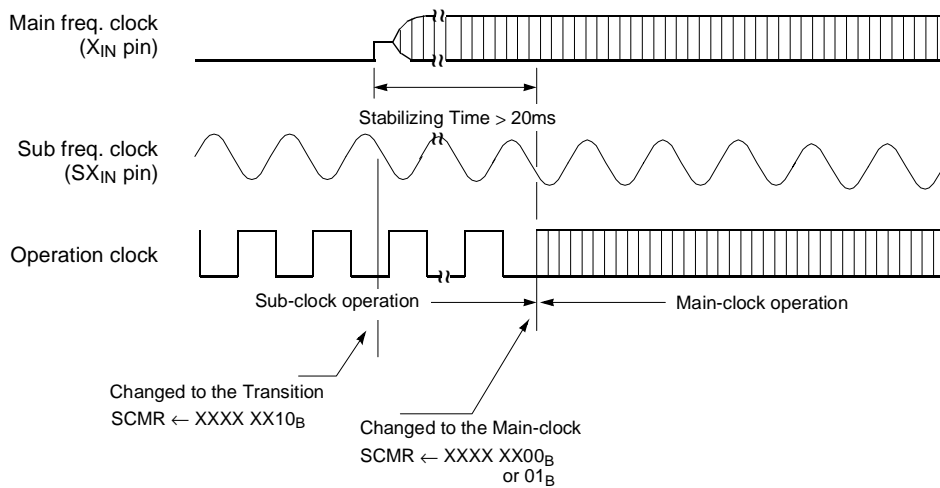 Main freq. clock
(XIN pin)
Stabilizing Time > 20ms
Sub freq. clock
(SXIN pin)
Operation clock
Sub-clock operation
Main-clock operation
Changed to the Transition
SCMR ← XXXX XX10B
Changed to the Main-clock
SCMR ← XXXX XX00B
or 01B